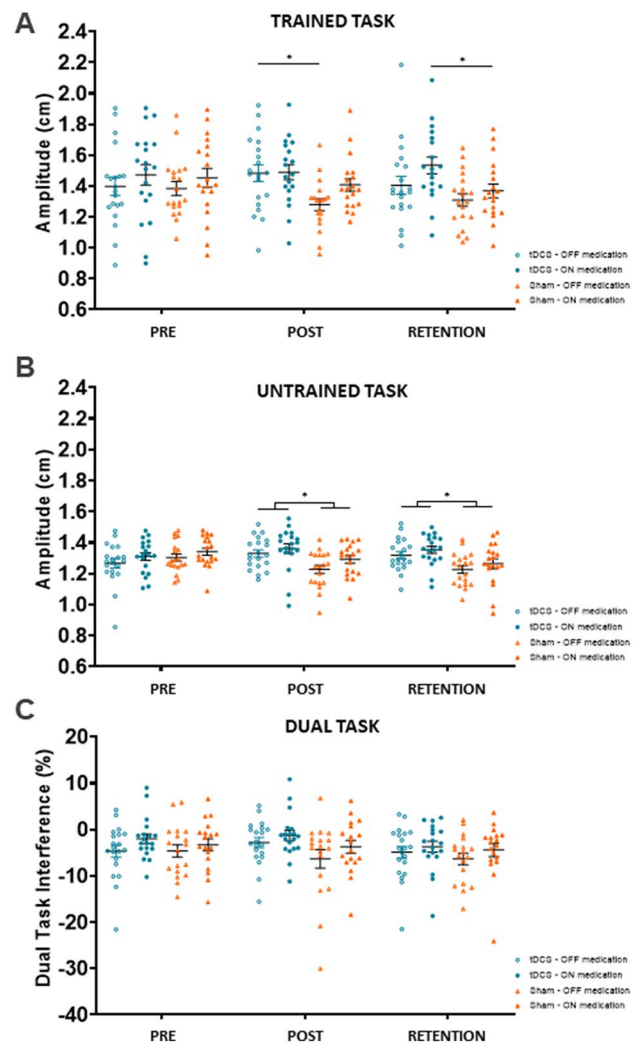 A
TRAINED TASK
2.4
2.2
2.0
1.8
1.6
1.4
1.2
1.0
0.8
0.6
Amplitude (cm)
*
*
PRE
POST
RETENTION
tDCS - OFF medication
tDCS - ON medication
Sham - OFF medication
Sham - ON medication
B
UNTRAINED TASK
2.4
2.2
2.0
1.8
1.6
1.4
1.2
1.0
0.8
0.6
Amplitude (cm)
*
*
PRE
POST
RETENTION
tDCS - OFF medication
tDCS - ON medication
Sham - OFF medication
Sham - ON medication
C
DUAL TASK
20
10
0
-10
-20
-30
-40
Dual Task Interference (%)
PRE
POST
RETENTION
tDCS - OFF medication
tDCS - ON medication
Sham - OFF medication
Sham - ON medication